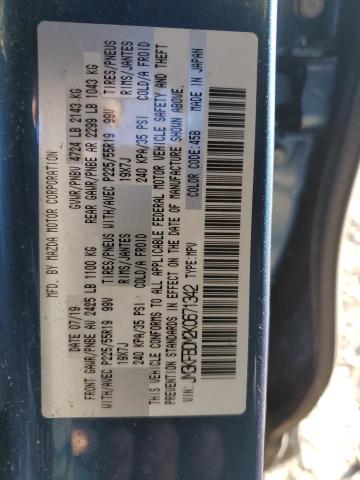 MFD. BY MAZDA MOTOR CORPORATION
DATE: 07/19 GVWR/PNBV 4724 LB 2143 KG
FRONT GAWR/PNBE AV 2425 LB 1100 KG REAR GAWR/PNBE AR 2299 LB 1043 KG
WITH/AVEC P225/55R19 99V TIRES/PNEUS WITH/AVEC P225/55R19 99V TIRES/PNEUS
19X7J RIMS/JANTES 19X7J RIMS/JANTES
240 KPA/35 PSI COLD/A FROID 240 KPA/35 PSI COLD/A FROID
THIS VEHICLE CONFORMS TO ALL APPLICABLE FEDERAL MOTOR VEHICLE SAFETY AND THEFT
PREVENTION STANDARDS IN EFFECT ON THE DATE OF MANUFACTURE SHOWN ABOVE.
VIN: JM3KFBDM2K0671342 TYPE:MPV COLOR CODE:45B MADE IN JAPAN